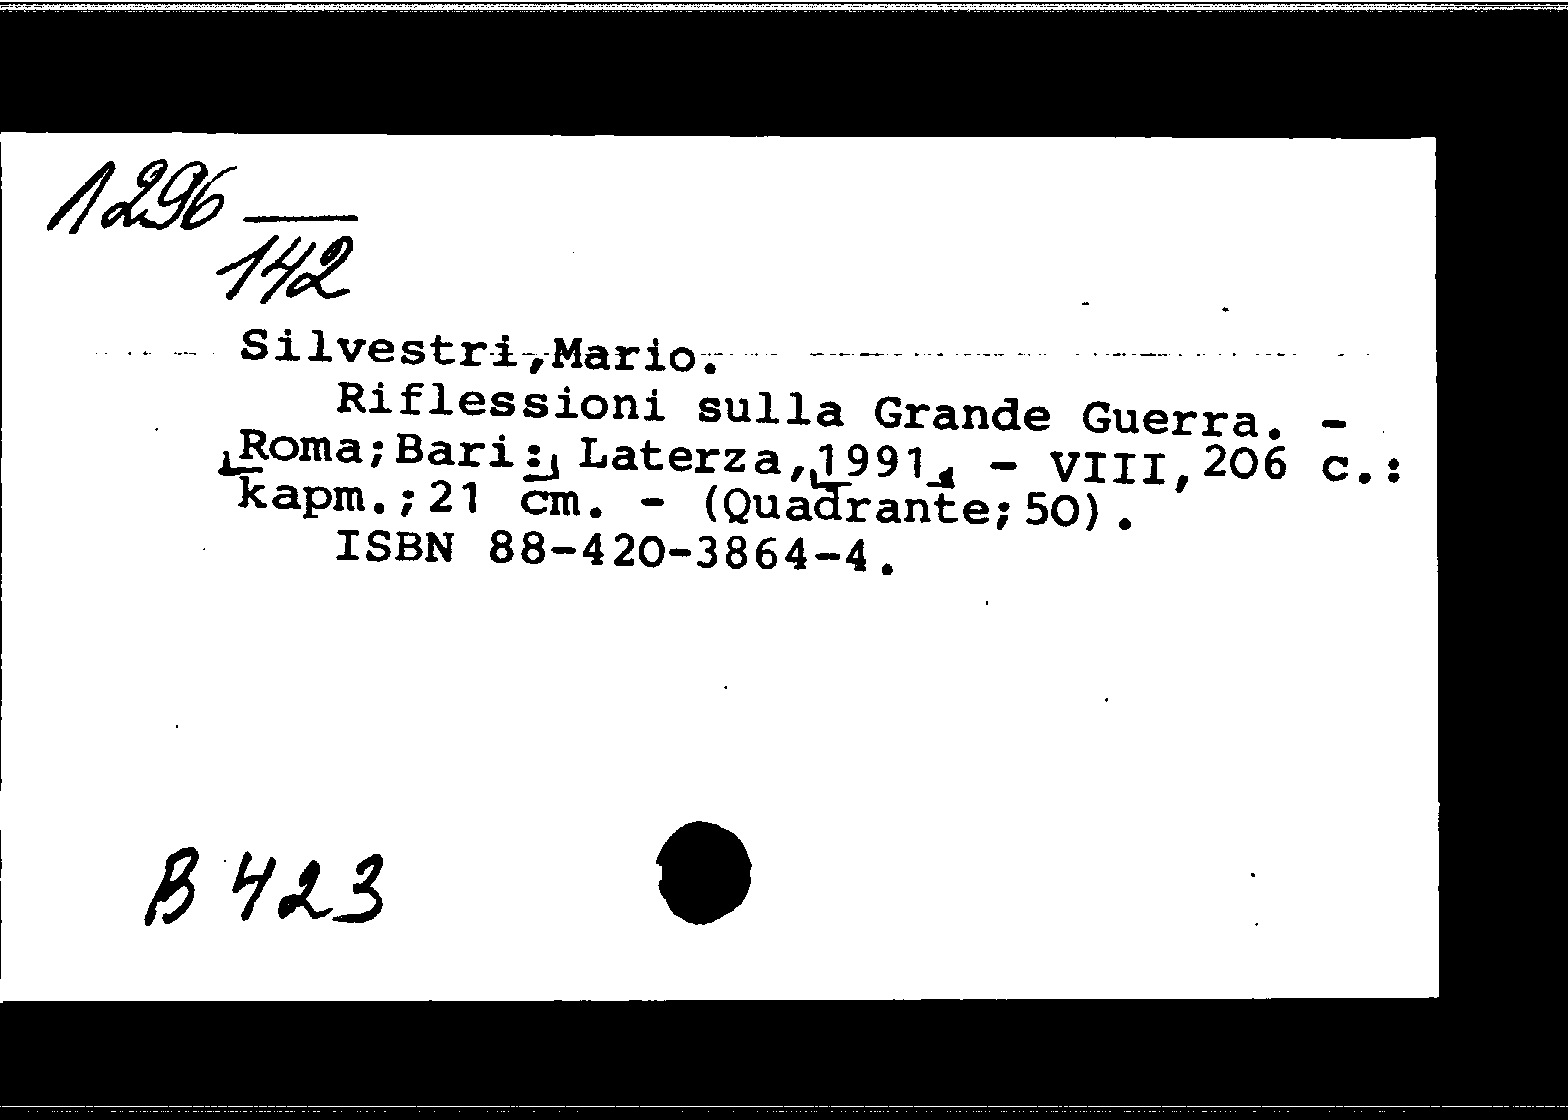 1296
142
Silvestri,Mario.
Riflessioni sulla Grande Guerra. -
Roma;Bari: Laterza,1991. - VIII,206 c.:
kapm.;21 cm. - (Quadrante;50).
ISBN 88-420-3864-4.
B 423